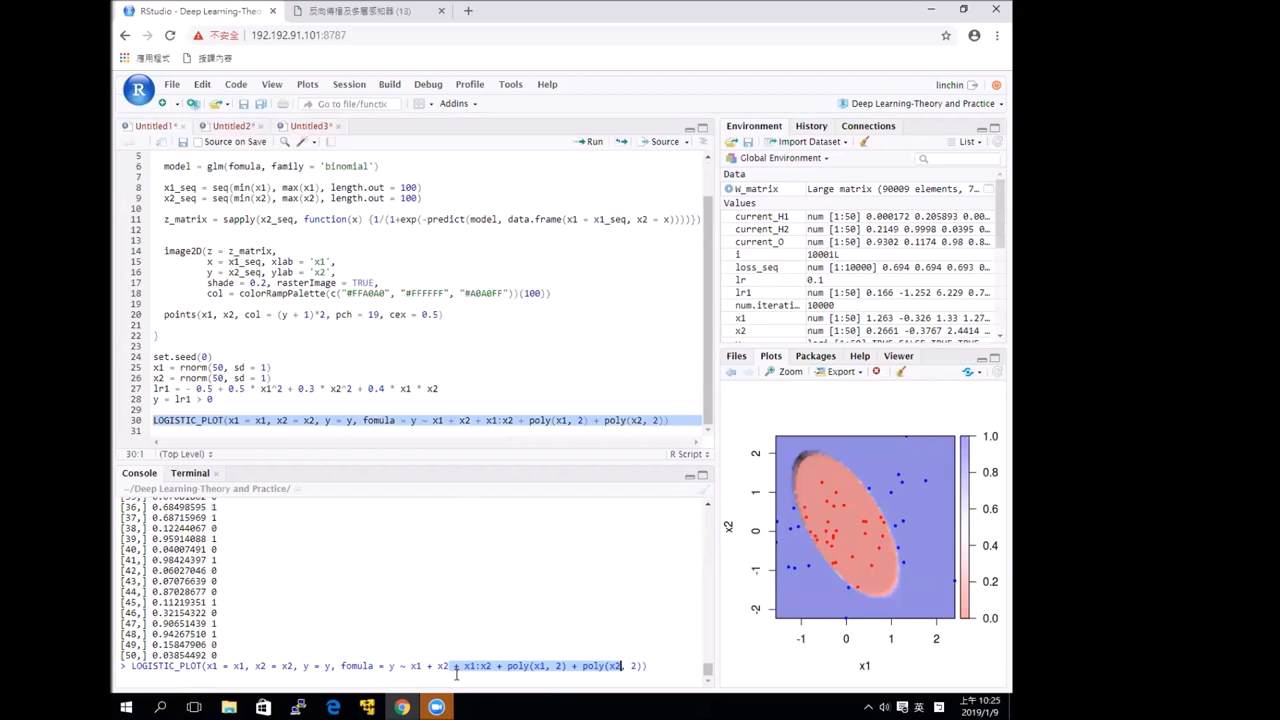 RStudio - Deep Learning-Theo
反向傳播及多層感知器 (13)
不安全
192.192.91.101:8787
應用程式
授課內容
File Edit Code View Plots Session Build Debug Profile Tools Help
linchin
Go to file/functic
Addins
Deep Learning-Theory and Practice
Untitled1* Untitled2* Untitled3*
Source on Save
Run
Source
5
6 model = glm(fomula, family = 'binomial')
7
8 x1_seq = seq(min(x1), max(x1), length.out = 100)
9 x2_seq = seq(min(x2), max(x2), length.out = 100)
10
11 z_matrix = sapply(x2_seq, function(x) {1/(1+exp(-predict(model, data.frame(x1 = x1_seq, x2 = x))))})
12
13
14 image2D(z = z_matrix,
15 x = x1_seq, xlab = 'x1',
16 y = x2_seq, ylab = 'x2',
17 shade = 0.2, rasterImage = TRUE,
18 col = colorRampPalette(c("#FFA0A0", "#FFFFFF", "#A0A0FF"))(100))
19
20 points(x1, x2, col = (y + 1)*2, pch = 19, cex = 0.5)
21
22 }
23
24 set.seed(0)
25 x1 = rnorm(50, sd = 1)
26 x2 = rnorm(50, sd = 1)
27 lr1 = - 0.5 + 0.5 * x1^2 + 0.3 * x2^2 + 0.4 * x1 * x2
28 y = lr1 > 0
29
30 LOGISTIC_PLOT(x1 = x1, x2 = x2, y = y, fomula = y ~ x1 + x2 + x1:x2 + poly(x1, 2) + poly(x2, 2))
31
30:1 (Top Level)
R Script
Console Terminal
~/Deep Learning-Theory and Practice/
[36,] 0.68498595 1
[37,] 0.68715969 1
[38,] 0.12244067 0
[39,] 0.95914088 1
[40,] 0.04007491 0
[41,] 0.98424397 1
[42,] 0.06027046 0
[43,] 0.07076639 0
[44,] 0.87028677 1
[45,] 0.11219351 1
[46,] 0.32154322 0
[47,] 0.90651439 1
[48,] 0.94267510 1
[49,] 0.15847906 0
[50,] 0.03854492 0
> LOGISTIC_PLOT(x1 = x1, x2 = x2, y = y, fomula = y ~ x1 + x2 + x1:x2 + poly(x1, 2) + poly(x2, 2))
Environment History Connections
Import Dataset
List
Global Environment
Data
W_matrix Large matrix (90009 elements, 7…
Values
current_H1 num [1:50] 0.000172 0.205893 0.00…
current_H2 num [1:50] 0.2149 0.9998 0.0395 0…
current_O num [1:50] 0.9302 0.1174 0.98 0.8…
i 10001L
loss_seq num [1:10000] 0.694 0.694 0.693 0…
lr 0.1
lr1 num [1:50] 0.166 -1.252 6.229 0.7…
num.iterati… 10000
x1 num [1:50] 1.263 -0.326 1.33 1.27…
x2 num [1:50] 0.2661 -0.3767 2.4414 …
Files Plots Packages Help Viewer
Zoom
Export
2
1
0
-1
-2
x2
-1 0 1 2
x1
1.0
0.8
0.6
0.4
0.2
0.0
英
上午 10:25
2019/1/9